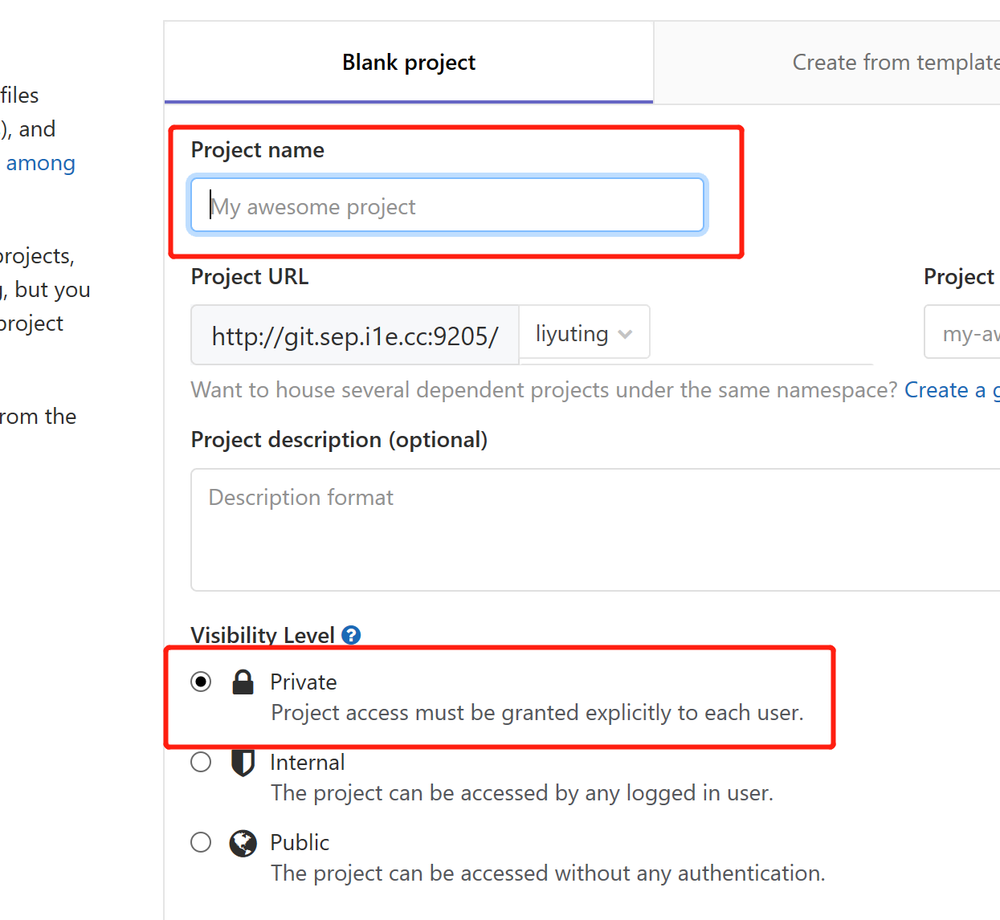 files
), and
among
projects,
, but you
project
rom the
Blank project
Create from template
Project name
My awesome project
Project URL
Project
http://git.sep.i1e.cc:9205/
liyuting
my-aw
Want to house several dependent projects under the same namespace? Create a g
Project description (optional)
Description format
Visibility Level ?
Private
Project access must be granted explicitly to each user.
Internal
The project can be accessed by any logged in user.
Public
The project can be accessed without any authentication.